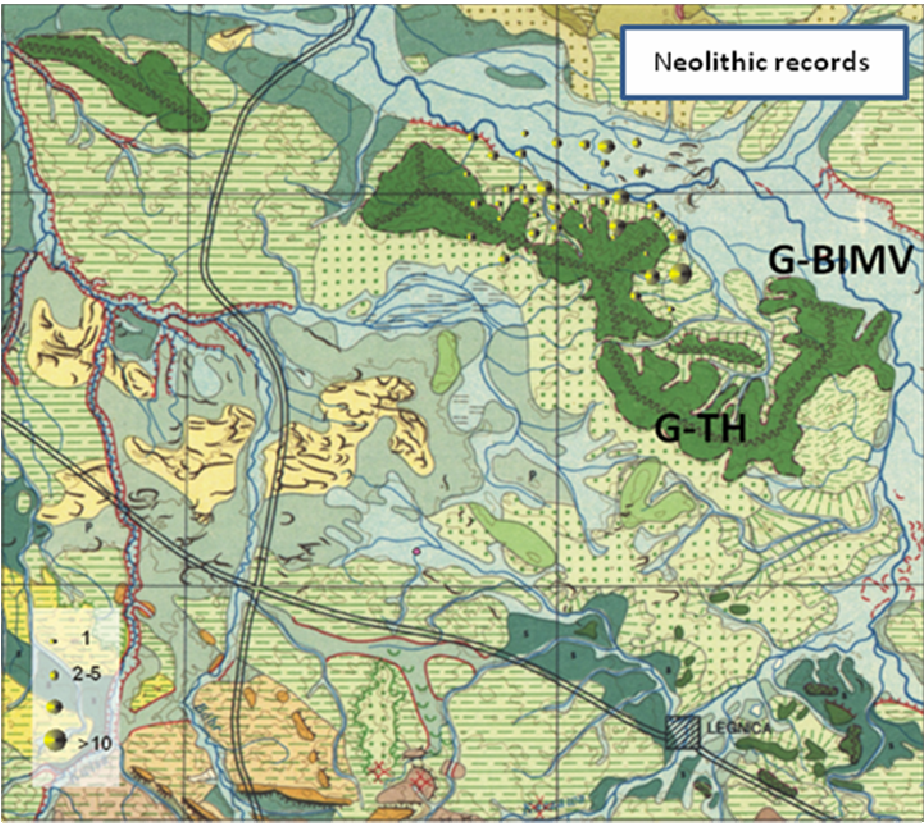 Neolithic records
G-BIMV
G-TH
P
P
S
S
S
1
2-5
>10
LEGNICA